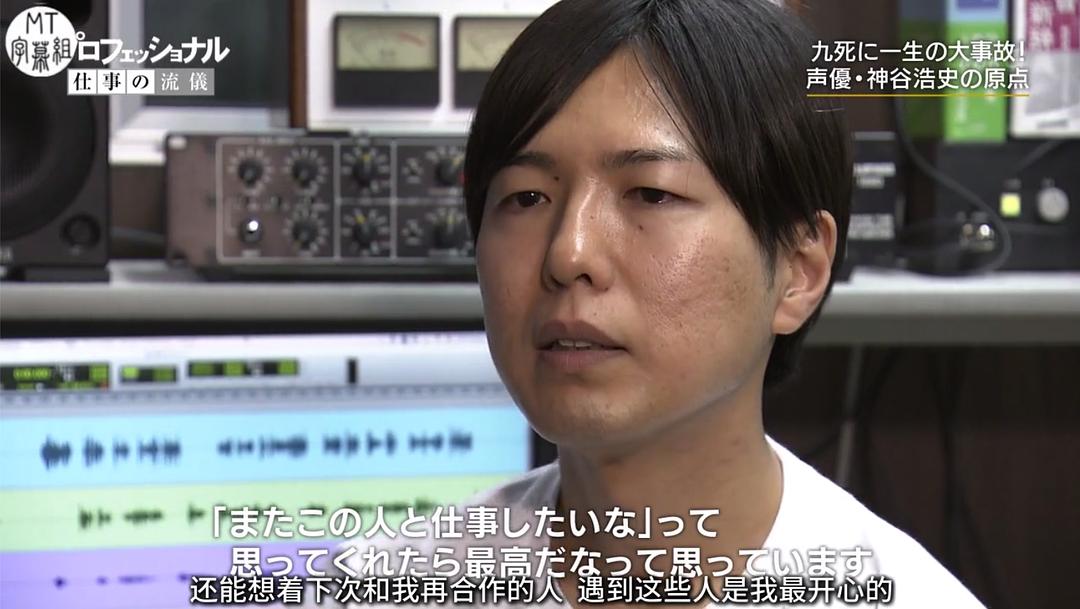 MT
字幕组
プロフェッショナル
仕事の流儀
九死に一生の大事故!
声優・神谷浩史の原点
「またこの人と仕事したいな」って
思ってくれたら最高だなって思っています
还能想着下次和我再合作的人 遇到这些人是我最开心的